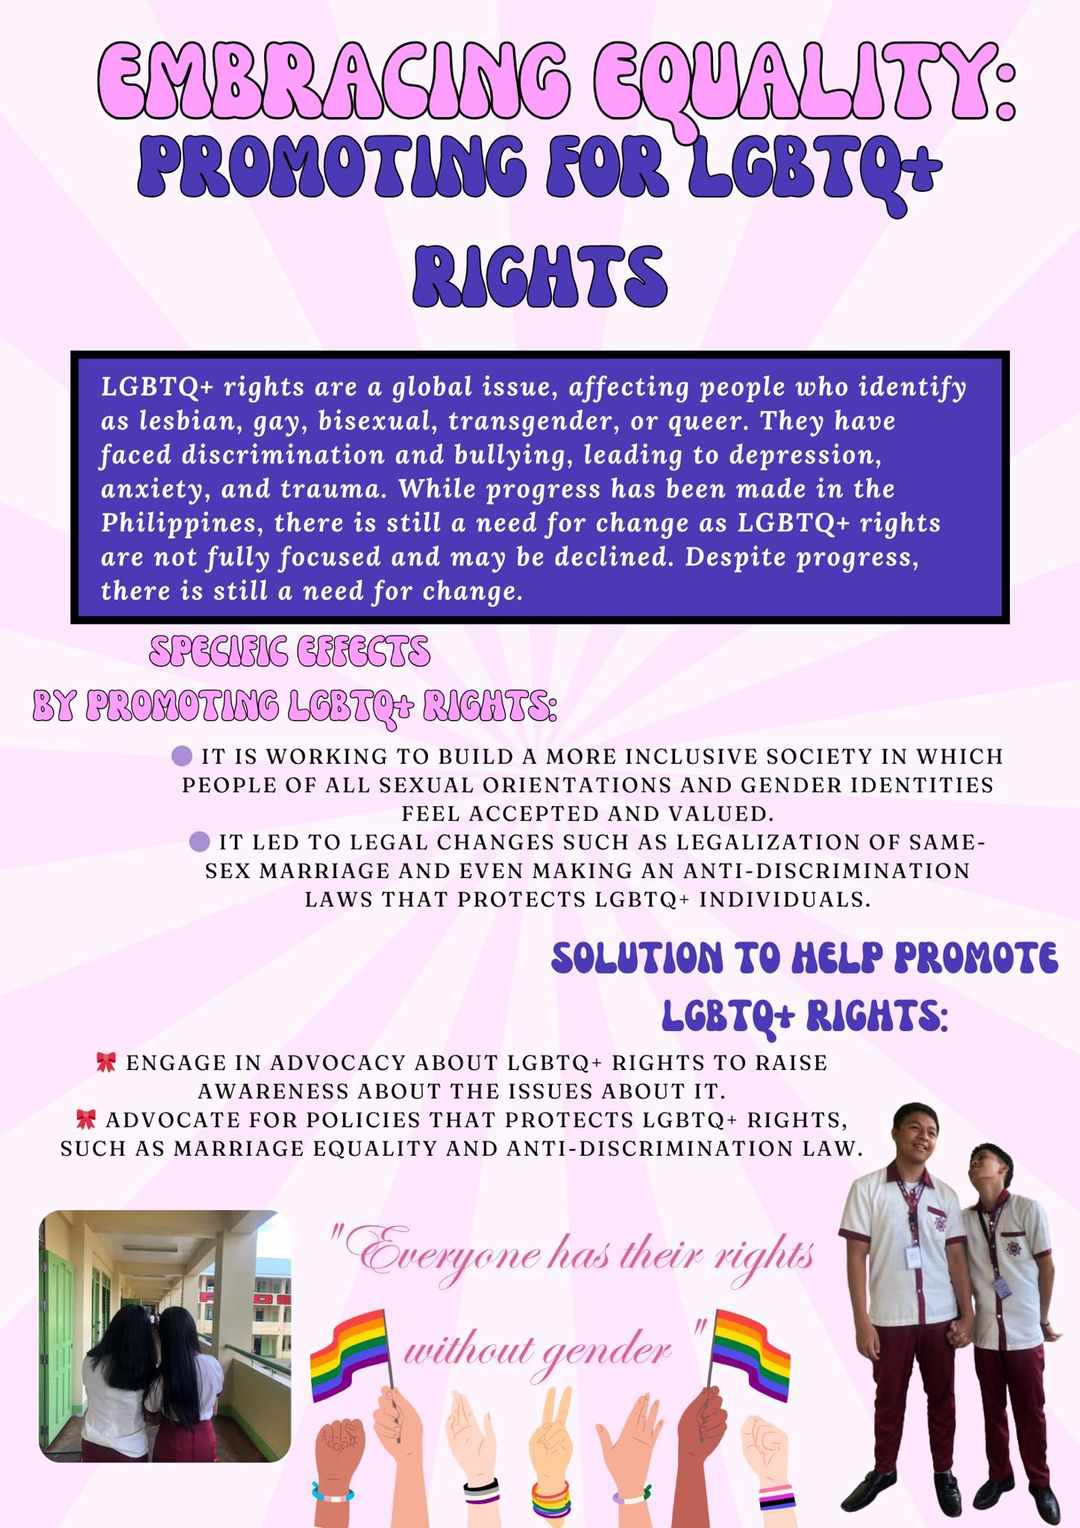 EMBRACING EQUALITY:
PROMOTING FOR LGBTQ+
RIGHTS
LGBTQ+ rights are a global issue, affecting people who identify
as lesbian, gay, bisexual, transgender, or queer. They have
faced discrimination and bullying, leading to depression,
anxiety, and trauma. While progress has been made in the
Philippines, there is still a need for change as LGBTQ+ rights
are not fully focused and may be declined. Despite progress,
there is still a need for change.
SPECIFIC EFFECTS
BY PROMOTING LGBTQ+ RIGHTS:
IT IS WORKING TO BUILD A MORE INCLUSIVE SOCIETY IN WHICH
PEOPLE OF ALL SEXUAL ORIENTATIONS AND GENDER IDENTITIES
FEEL ACCEPTED AND VALUED.
IT LED TO LEGAL CHANGES SUCH AS LEGALIZATION OF SAME-
SEX MARRIAGE AND EVEN MAKING AN ANTI-DISCRIMINATION
LAWS THAT PROTECTS LGBTQ+ INDIVIDUALS.
SOLUTION TO HELP PROMOTE
LGBTQ+ RIGHTS:
ENGAGE IN ADVOCACY ABOUT LGBTQ+ RIGHTS TO RAISE
AWARENESS ABOUT THE ISSUES ABOUT IT.
ADVOCATE FOR POLICIES THAT PROTECTS LGBTQ+ RIGHTS,
SUCH AS MARRIAGE EQUALITY AND ANTI-DISCRIMINATION LAW.
"Everyone has their rights
without gender "